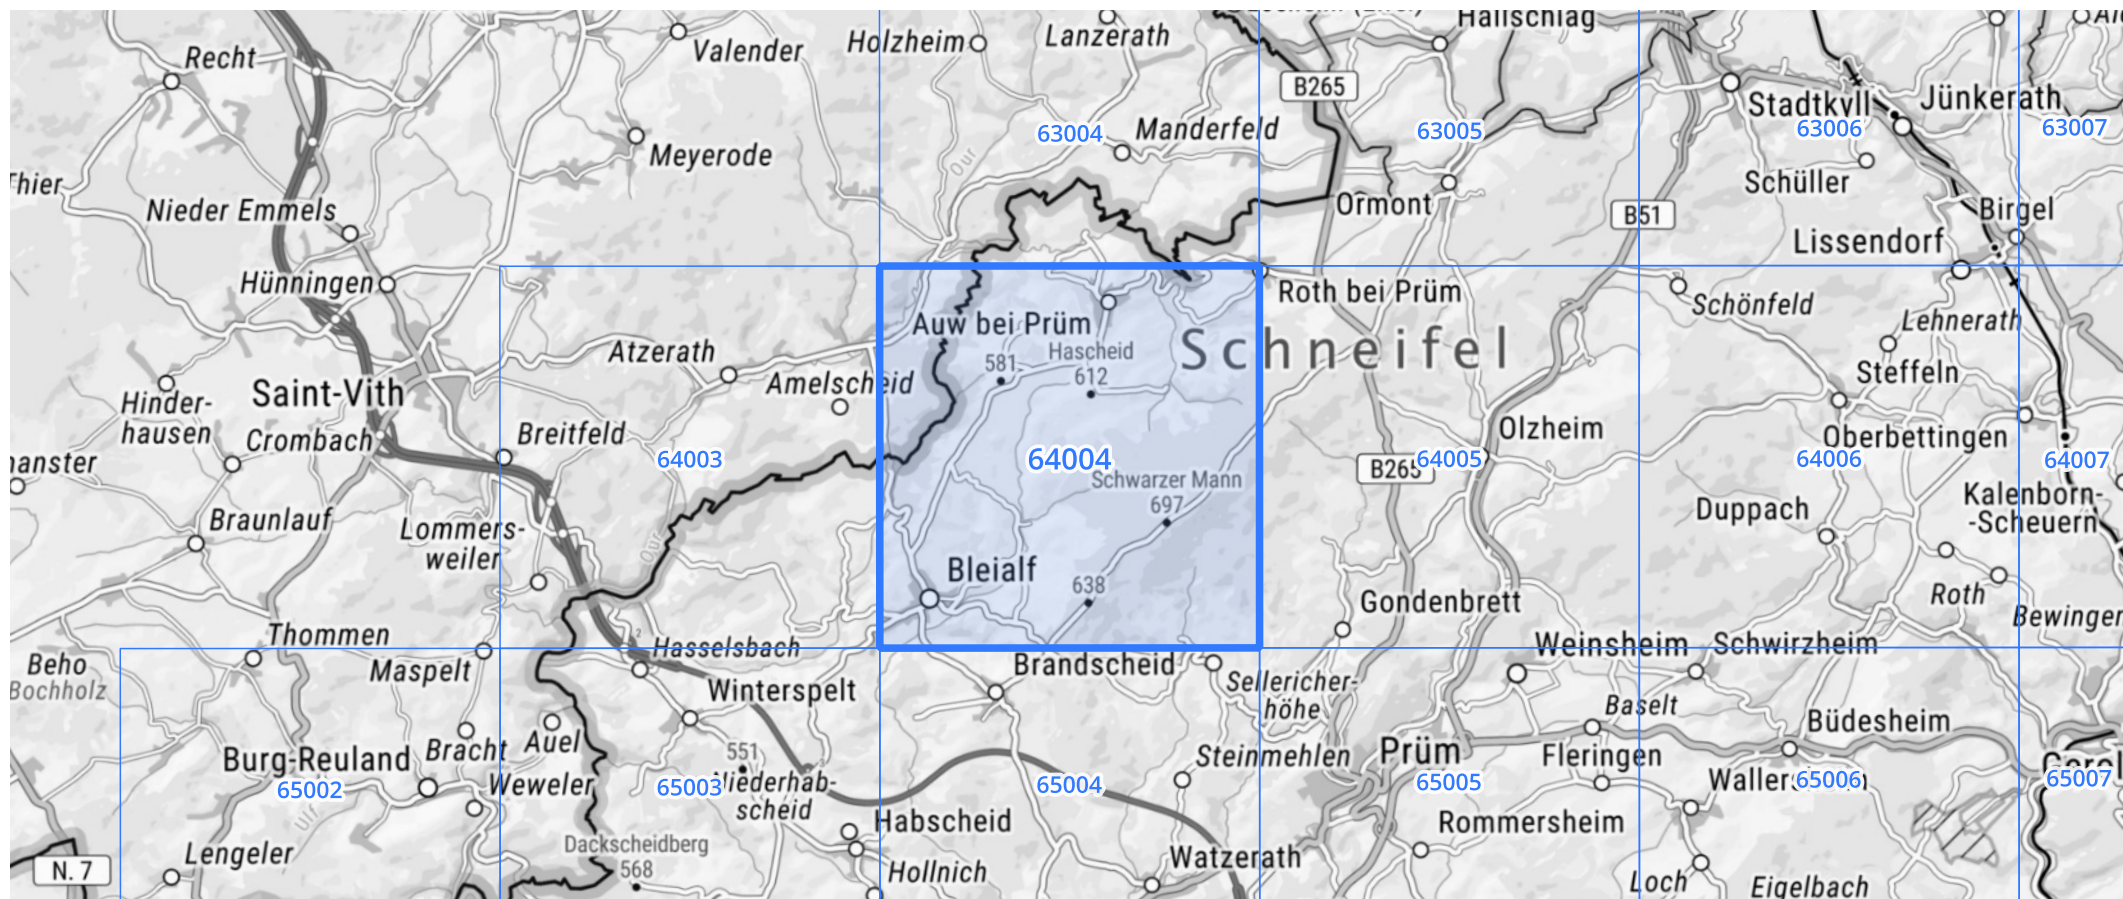 Recht
Valender
Holzheim
Lanzerath
Hallschlag
B265
Stadtkyll
Jünkerath
63004
Manderfeld
63005
63006
63007
Meyerode
Our
Schüller
Ormont
B51
Nieder Emmels
Birgel
Lissendorf
Hünningen
Roth bei Prüm
Schönfeld
Lehnerath
Auw bei Prüm
Schneifel
Atzerath
Hascheid
581
612
Amelscheid
Steffeln
Saint-Vith
Hinder-
hausen
Crombach
Breitfeld
Olzheim
Oberbettingen
64003
64004
B265
64005
64006
64007
Schwarzer Mann
697
Kalenborn-
-Scheuern
Duppach
Braunlauf
Lommers-
weiler
Our
Bleialf
638
Gondenbrett
Roth
Bewingen
Thommen
Hasselsbach
2
Weinsheim
Schwirzheim
Beho
Bochholz
Maspelt
Brandscheid
Winterspelt
Sellericher-
höhe
Baselt
Büdesheim
Burg-Reuland
Bracht
Auel
551
Steinmehlen
Prüm
Fleringen
65002
Weweler
65003
Niederhab-
scheid
65004
65005
65006
65007
Ulf
Habscheid
Rommersheim
Lengeler
Dackscheidberg
568
Hollnich
Watzerath
N. 7
Loch
Eigelbach